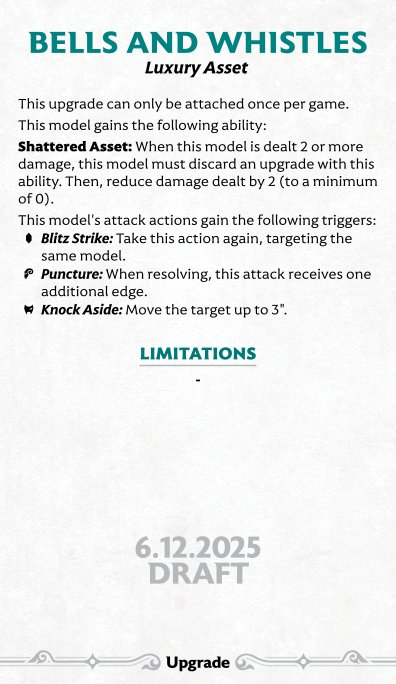 BELLS AND WHISTLES
Luxury Asset
This upgrade can only be attached once per game.
This model gains the following ability:
Shattered Asset: When this model is dealt 2 or more
damage, this model must discard an upgrade with this
ability. Then, reduce damage dealt by 2 (to a minimum
of 0).
This model's attack actions gain the following triggers:
Blitz Strike: Take this action again, targeting the
same model.
Puncture: When resolving, this attack receives one
additional edge.
Knock Aside: Move the target up to 3".
LIMITATIONS
-
6.12.2025
DRAFT
Upgrade